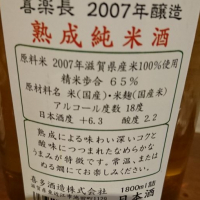 喜楽長 2007年醸造
熟成純米酒
原料米 2007年滋賀県産米100%使用
精米歩合 65%
原材料名 米(国産)・米麹(国産)
アルコール度数 18度
日本酒度 +6.3 酸度 2.2
熟成による味わい深いコクと
酸味につつまれたなめらかな
うまみが特徴です。常温、または
ぬる燗にてお楽しみください。
喜多酒造株式会社
1800ml詰
日本酒